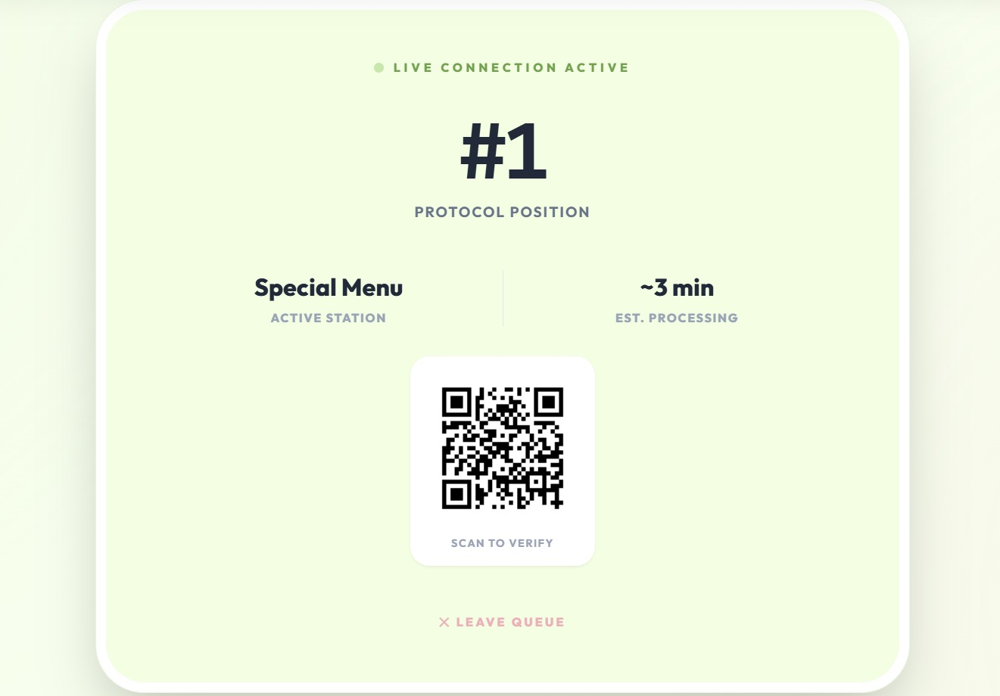 LIVE CONNECTION ACTIVE
#1
PROTOCOL POSITION
Special Menu
ACTIVE STATION
~3 min
EST. PROCESSING
SCAN TO VERIFY
✕ LEAVE QUEUE